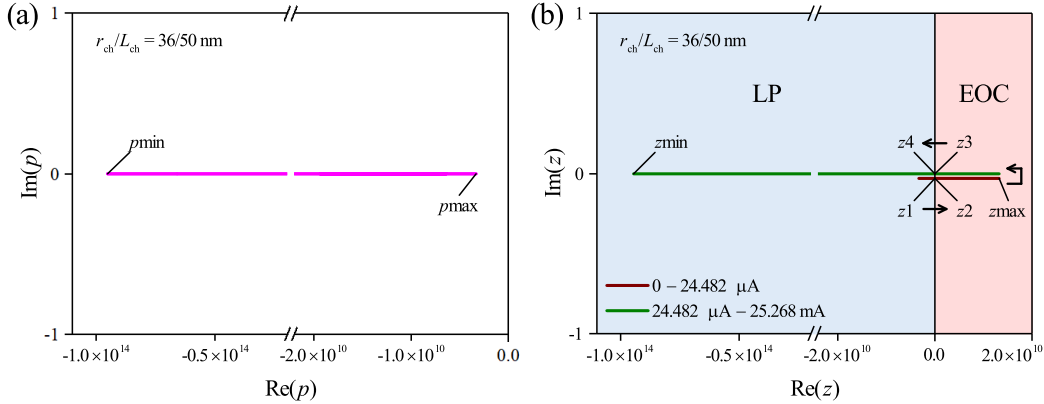 (a)
1
r_ch/L_ch = 36/50 nm
pmin
Im(p)
0
pmax
-1
-1.0×10^14
-0.5×10^14
-2.0×10^10
-1.0×10^10
0.0
Re(p)
(b)
1
r_ch/L_ch = 36/50 nm
LP
EOC
zmin
z4
z3
Im(z)
0
z1
z2
zmax
0 – 24.482 μA
24.482 μA – 25.268 mA
-1
-1.0×10^14
-0.5×10^14
-2.0×10^10
0.0
2.0×10^10
Re(z)